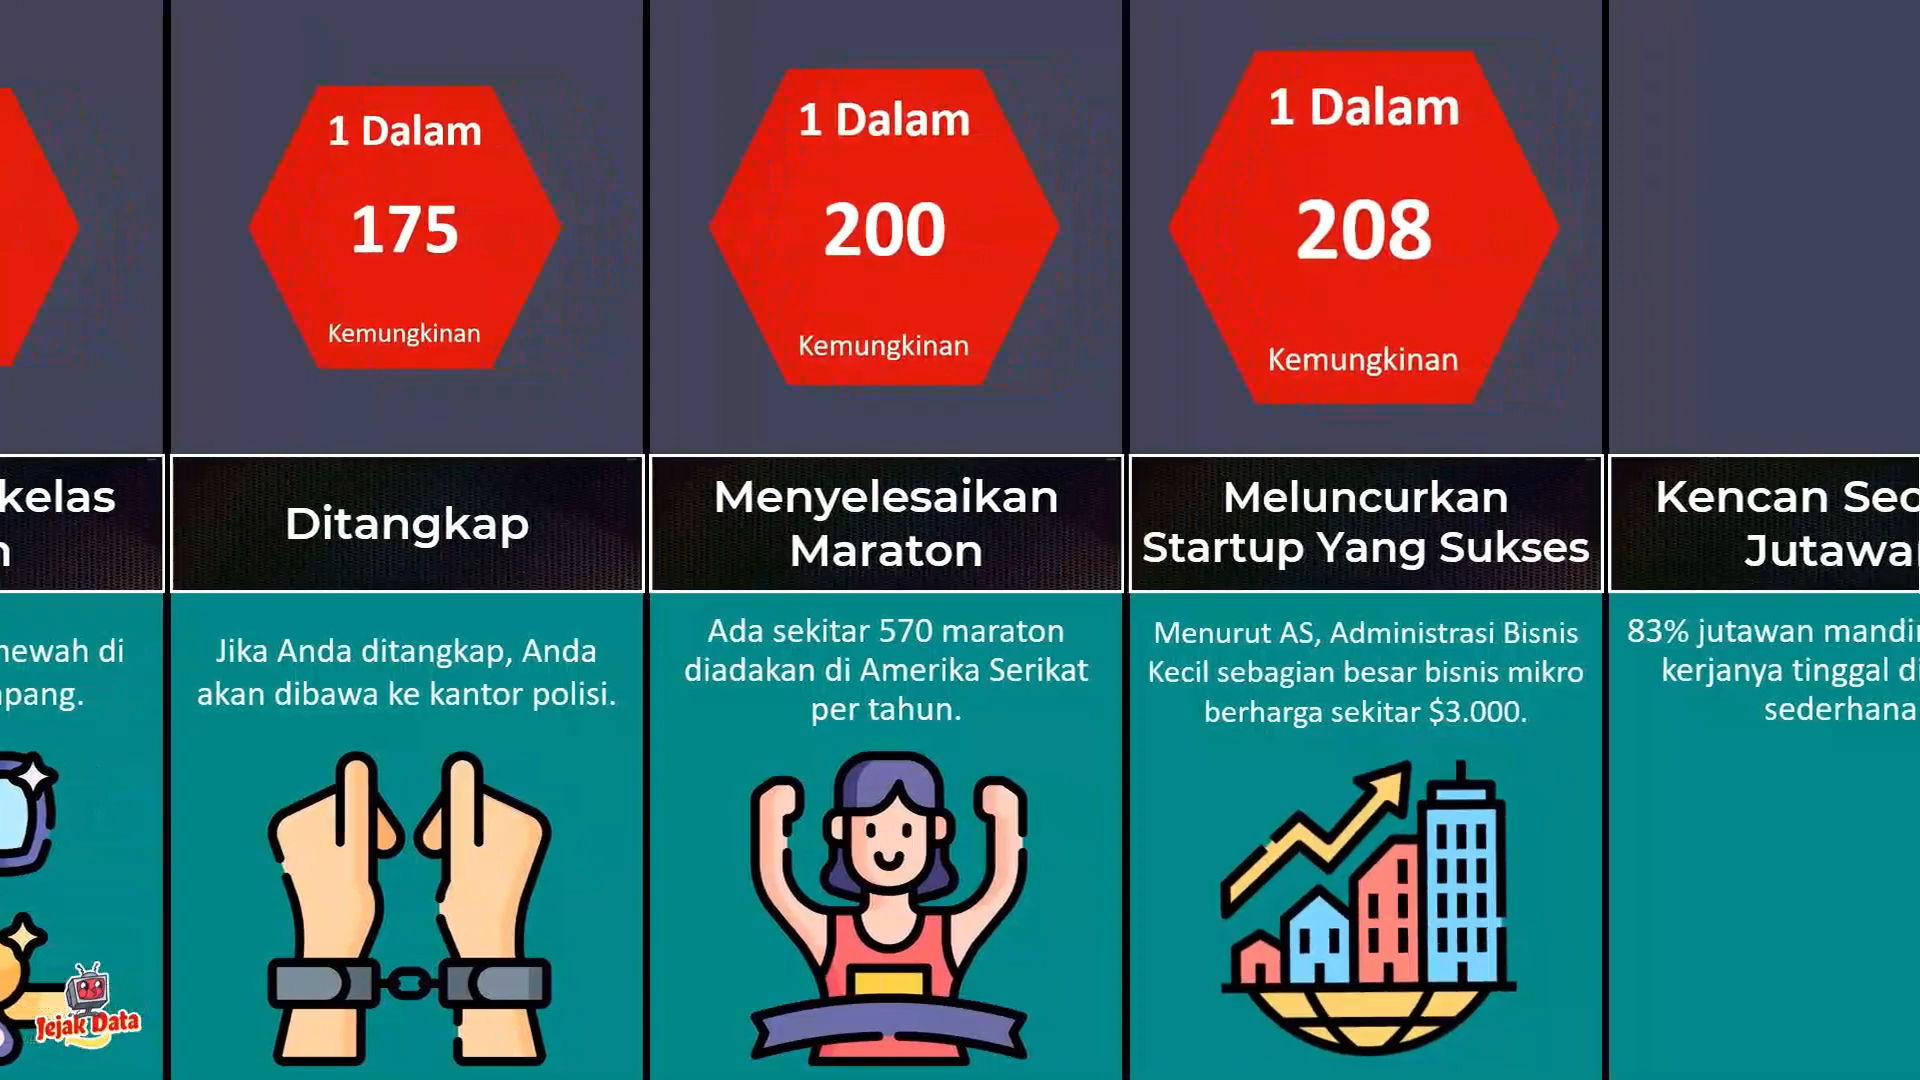 kelas
n
newah di
pang.
1 Dalam
175
Kemungkinan
Ditangkap
Jika Anda ditangkap, Anda
akan dibawa ke kantor polisi.
1 Dalam
200
Kemungkinan
Menyelesaikan
Maraton
Ada sekitar 570 maraton
diadakan di Amerika Serikat
per tahun.
1 Dalam
208
Kemungkinan
Meluncurkan
Startup Yang Sukses
Menurut AS, Administrasi Bisnis
Kecil sebagian besar bisnis mikro
berharga sekitar $3.000.
Kencan Seo
Jutawa
83% jutawan mandi
kerjanya tinggal di
sederhana
Jejak Data